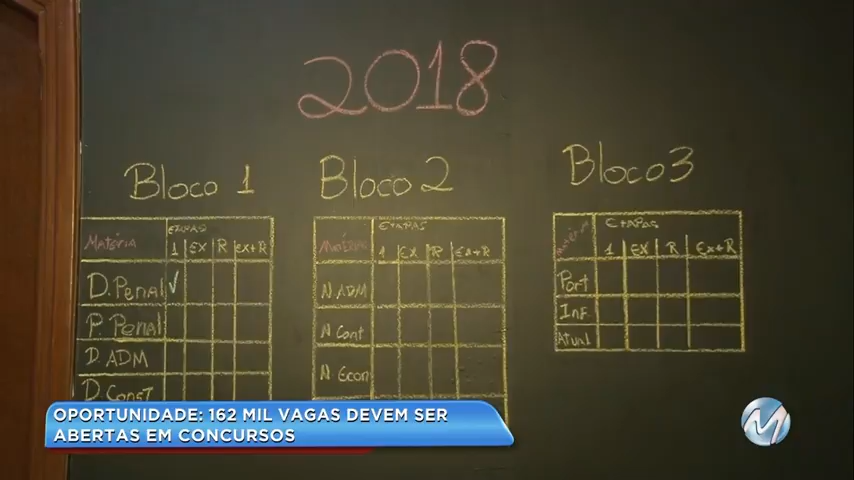 2018
Bloco 1
Matéria
ETAPAS
1 EX R EX+R
D. Penal ✓
P. Penal
D. ADM
D. Const
Bloco 2
Matéria
ETAPAS
1 EX R EX+R
N. ADM
N Cont
N Econ
Bloco 3
Matéria
ETAPAS
1 EX R EX+R
Port
Inf.
Atual
OPORTUNIDADE: 162 MIL VAGAS DEVEM SER
ABERTAS EM CONCURSOS
M